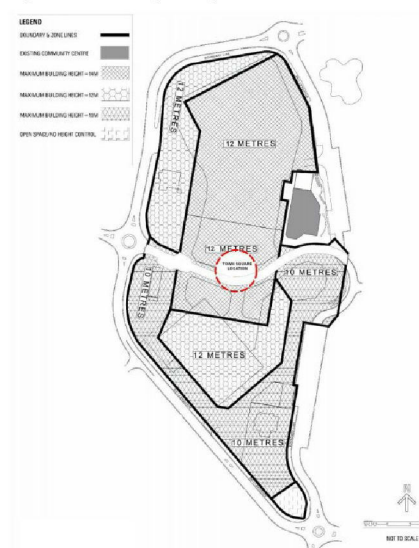 LEGEND
BOUNDARY & ZONE LINES
EXISTING COMMUNITY CENTRE
MAXIMUM BUILDING HEIGHT - 14M
MAXIMUM BUILDING HEIGHT - 12M
MAXIMUM BUILDING HEIGHT - 10M
OPEN SPACE/NO HEIGHT CONTROL
12 METRES
12 METRES
12 METRES
TOWN SQUARE
LOCATION
10 METRES
10 METRES
12 METRES
10 METRES
NOT TO SCALE